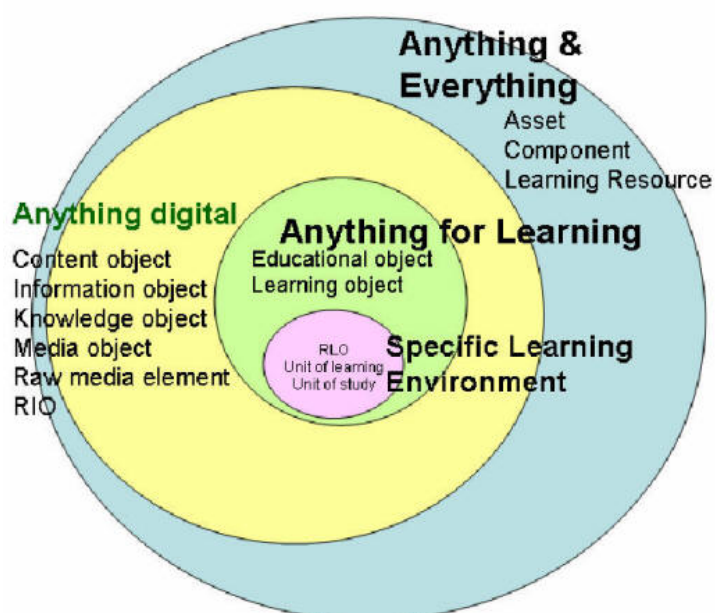 Anything &
Everything
Asset
Component
Learning Resource
Anything digital
Content object
Information object
Knowledge object
Media object
Raw media element
RIO
Anything for Learning
Educational object
Learning object
Specific Learning
Environment
RLO
Unit of learning
Unit of study